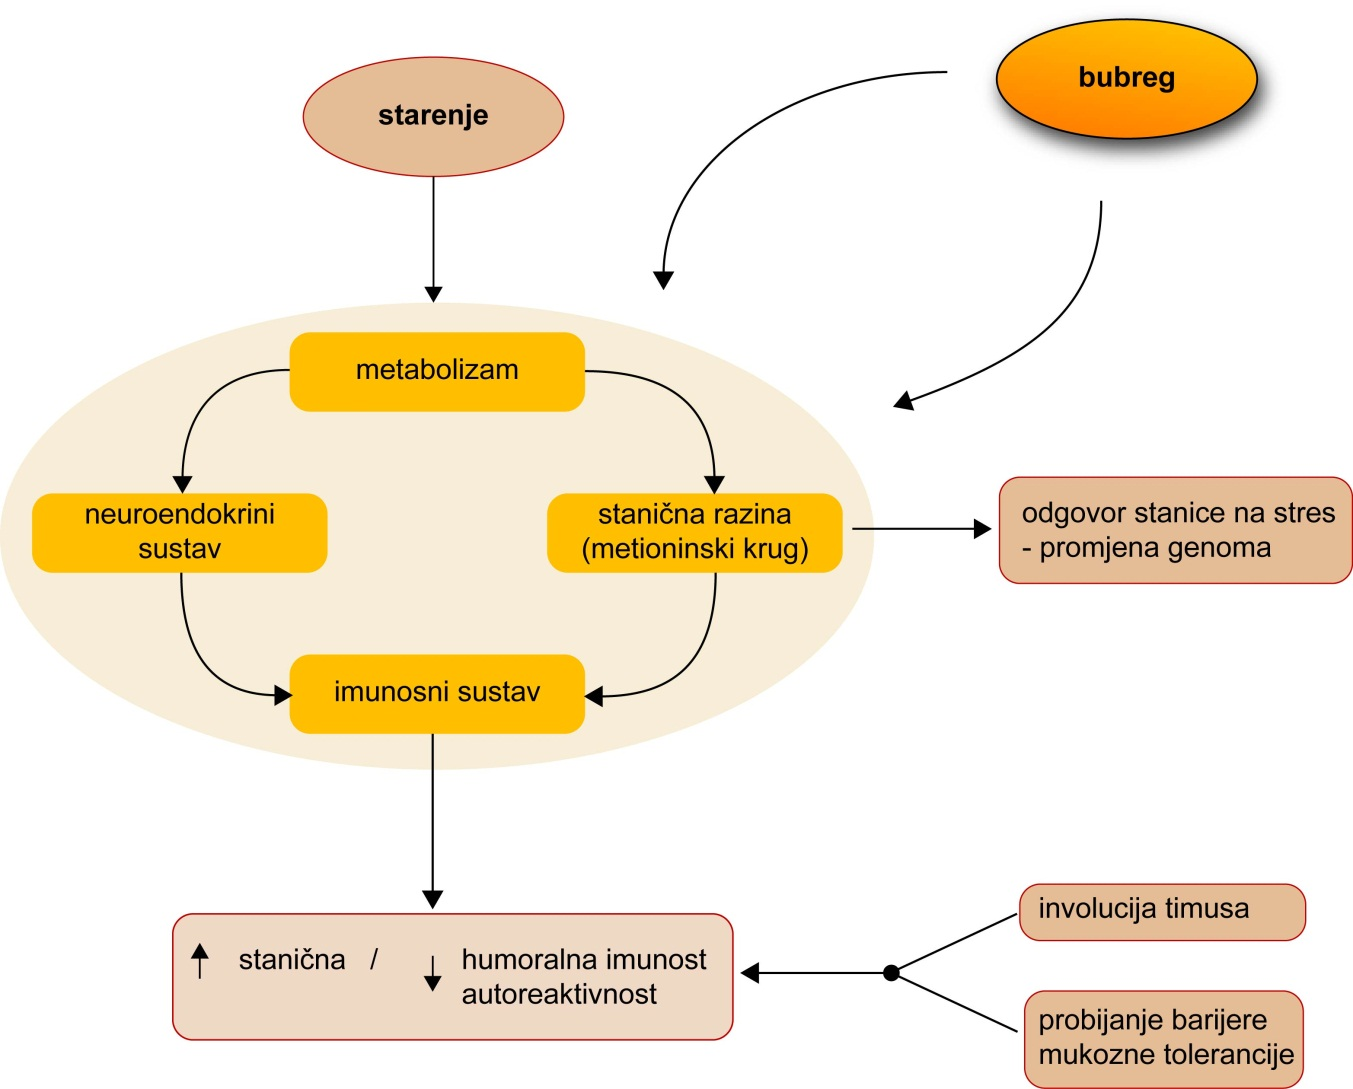 starenje
bubreg
metabolizam
neuroendokrini
sustav
stanična razina
(metioninski krug)
odgovor stanice na stres
- promjena genoma
imunosni sustav
stanična / humoralna imunost
autoreaktivnost
involucija timusa
probijanje barijere
mukozne tolerancije